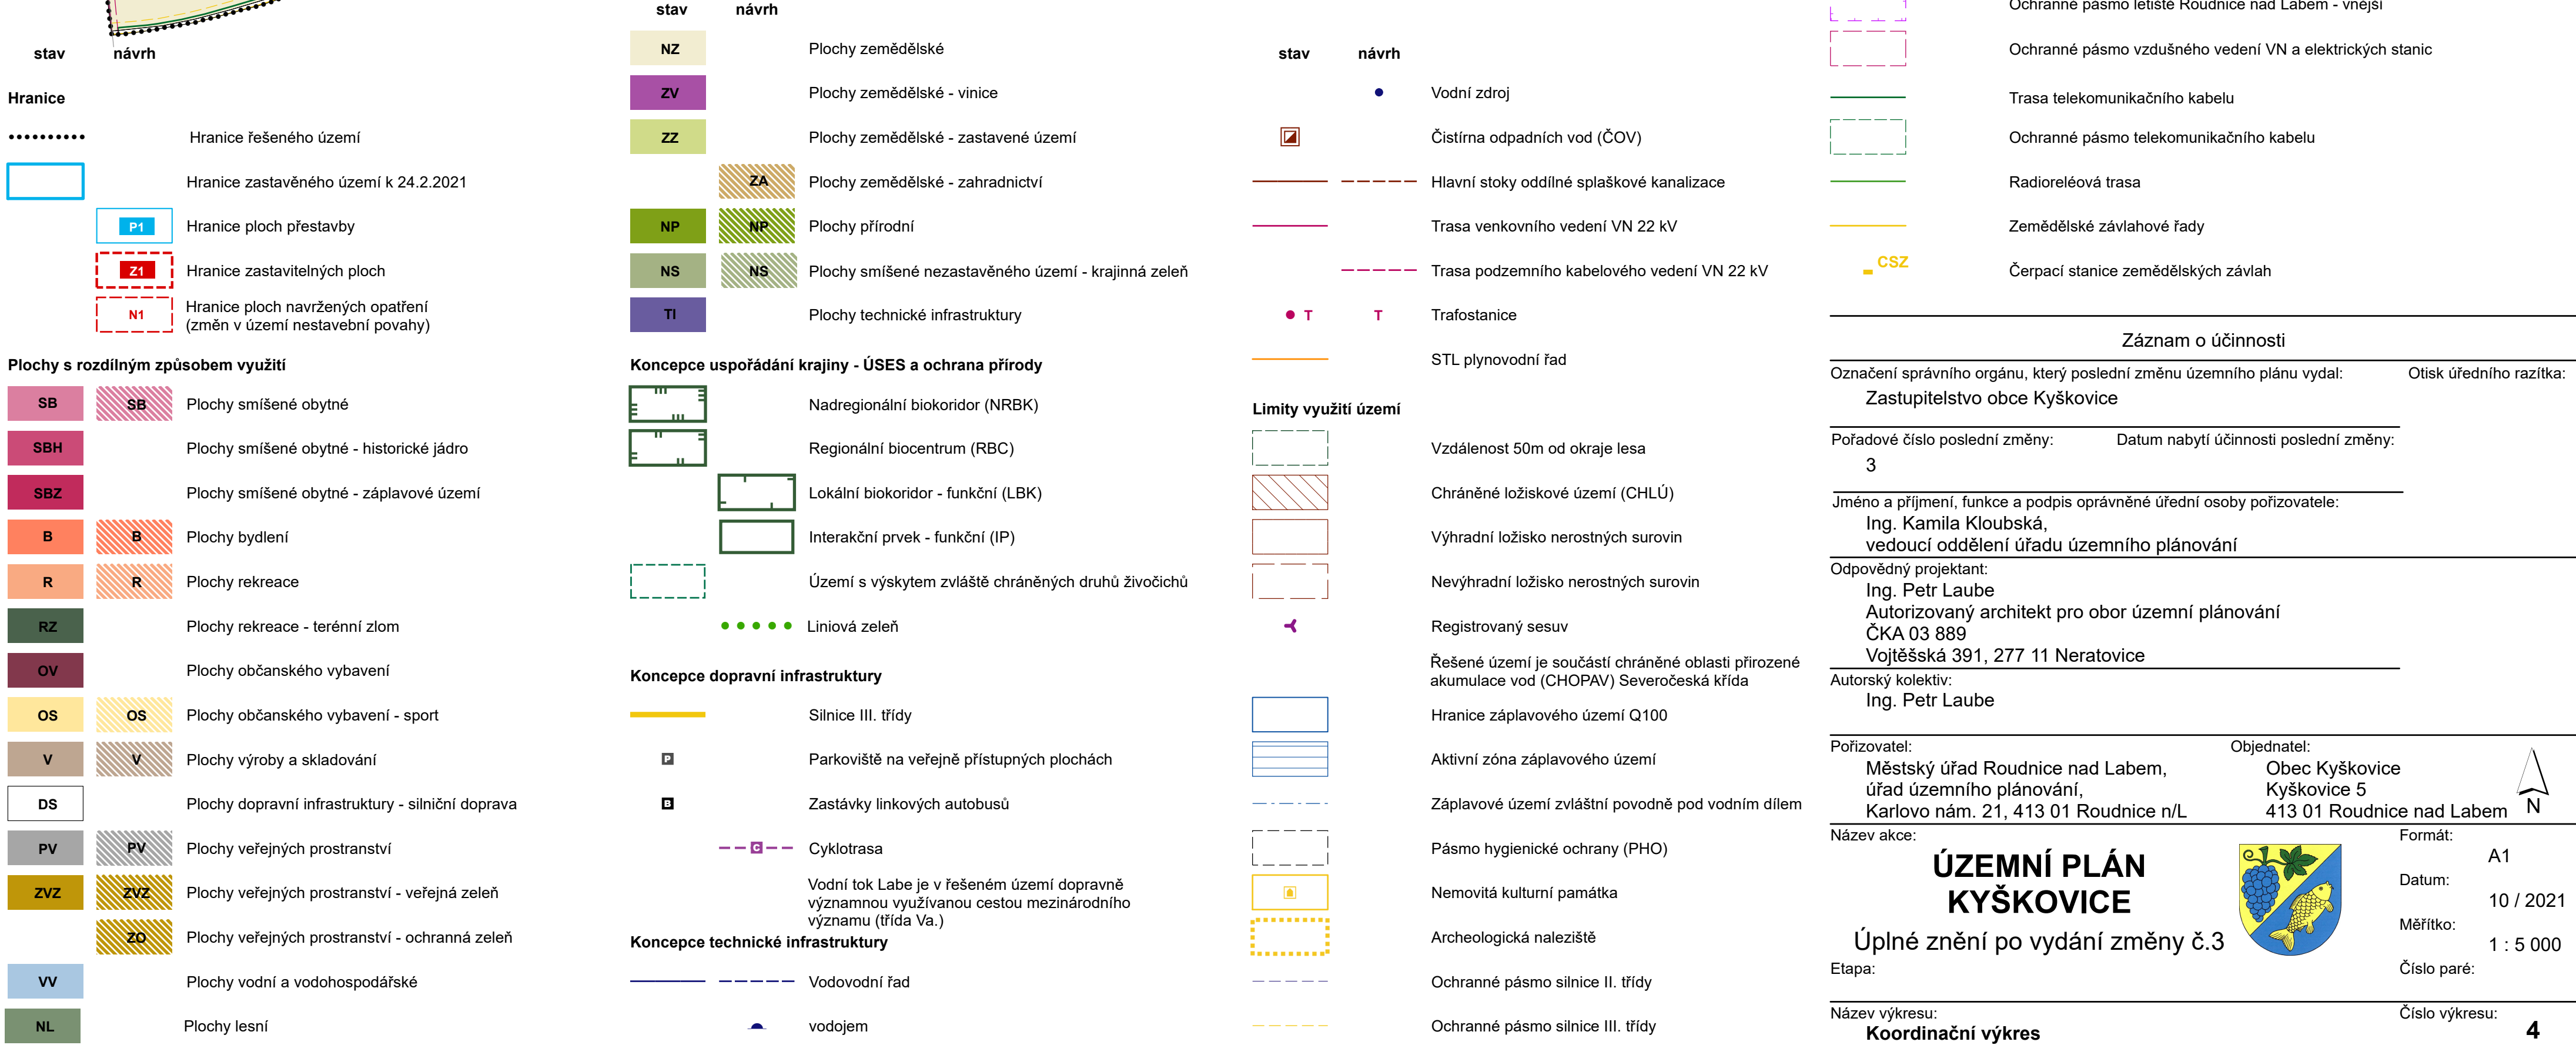 stav návrh
Hranice
Hranice řešeného území
Hranice zastavěného území k 24.2.2021
P1 Hranice ploch přestavby
Z1 Hranice zastavitelných ploch
N1 Hranice ploch navržených opatření
(změn v území nestavební povahy)
Plochy s rozdílným způsobem využití
SB SB Plochy smíšené obytné
SBH Plochy smíšené obytné - historické jádro
SBZ Plochy smíšené obytné - záplavové území
B B Plochy bydlení
R R Plochy rekreace
RZ Plochy rekreace - terénní zlom
OV Plochy občanského vybavení
OS OS Plochy občanského vybavení - sport
V V Plochy výroby a skladování
DS Plochy dopravní infrastruktury - silniční doprava
PV PV Plochy veřejných prostranství
ZVZ ZVZ Plochy veřejných prostranství - veřejná zeleň
ZO Plochy veřejných prostranství - ochranná zeleň
VV Plochy vodní a vodohospodářské
NL Plochy lesní
stav návrh
NZ Plochy zemědělské
ZV Plochy zemědělské - vinice
ZZ Plochy zemědělské - zastavené území
ZA Plochy zemědělské - zahradnictví
NP NP Plochy přírodní
NS NS Plochy smíšené nezastavěného území - krajinná zeleň
TI Plochy technické infrastruktury
Koncepce uspořádání krajiny - ÚSES a ochrana přírody
Nadregionální biokoridor (NRBK)
Regionální biocentrum (RBC)
Lokální biokoridor - funkční (LBK)
Interakční prvek - funkční (IP)
Území s výskytem zvláště chráněných druhů živočichů
Liniová zeleň
Koncepce dopravní infrastruktury
Silnice III. třídy
P Parkoviště na veřejně přístupných plochách
B Zastávky linkových autobusů
C Cyklotrasa
Vodní tok Labe je v řešeném území dopravně
významnou využívanou cestou mezinárodního
významu (třída Va.)
Koncepce technické infrastruktury
Vodovodní řad
vodojem
stav návrh
Vodní zdroj
Čistírna odpadních vod (ČOV)
Hlavní stoky oddílné splaškové kanalizace
Trasa venkovního vedení VN 22 kV
Trasa podzemního kabelového vedení VN 22 kV
T T Trafostanice
STL plynovodní řad
Limity využití území
Vzdálenost 50m od okraje lesa
Chráněné ložiskové území (CHLÚ)
Výhradní ložisko nerostných surovin
Nevýhradní ložisko nerostných surovin
Registrovaný sesuv
Řešené území je součástí chráněné oblasti přirozené
akumulace vod (CHOPAV) Severočeská křída
Hranice záplavového území Q100
Aktivní zóna záplavového území
Záplavové území zvláštní povodně pod vodním dílem
Pásmo hygienické ochrany (PHO)
Nemovitá kulturní památka
Archeologická naleziště
Ochranné pásmo silnice II. třídy
Ochranné pásmo silnice III. třídy
Ochranné pásmo letiště Roudnice nad Labem - vnější
Ochranné pásmo vzdušného vedení VN a elektrických stanic
Trasa telekomunikačního kabelu
Ochranné pásmo telekomunikačního kabelu
Radioreléová trasa
Zemědělské závlahové řady
CSZ Čerpací stanice zemědělských závlah
Záznam o účinnosti
Označení správního orgánu, který poslední změnu územního plánu vydal: Otisk úředního razítka:
Zastupitelstvo obce Kyškovice
Pořadové číslo poslední změny: Datum nabytí účinnosti poslední změny:
3
Jméno a příjmení, funkce a podpis oprávněné úřední osoby pořizovatele:
Ing. Kamila Kloubská,
vedoucí oddělení úřadu územního plánování
Odpovědný projektant:
Ing. Petr Laube
Autorizovaný architekt pro obor územní plánování
ČKA 03 889
Vojtěšská 391, 277 11 Neratovice
Autorský kolektiv:
Ing. Petr Laube
Pořizovatel: Objednatel:
Městský úřad Roudnice nad Labem, Obec Kyškovice
úřad územního plánování, Kyškovice 5
Karlovo nám. 21, 413 01 Roudnice n/L 413 01 Roudnice nad Labem N
Název akce: Formát:
ÚZEMNÍ PLÁN A1
KYŠKOVICE Datum:
10 / 2021
Úplné znění po vydání změny č.3 Měřítko:
1 : 5 000
Etapa: Číslo paré:
Název výkresu: Číslo výkresu:
Koordinační výkres 4